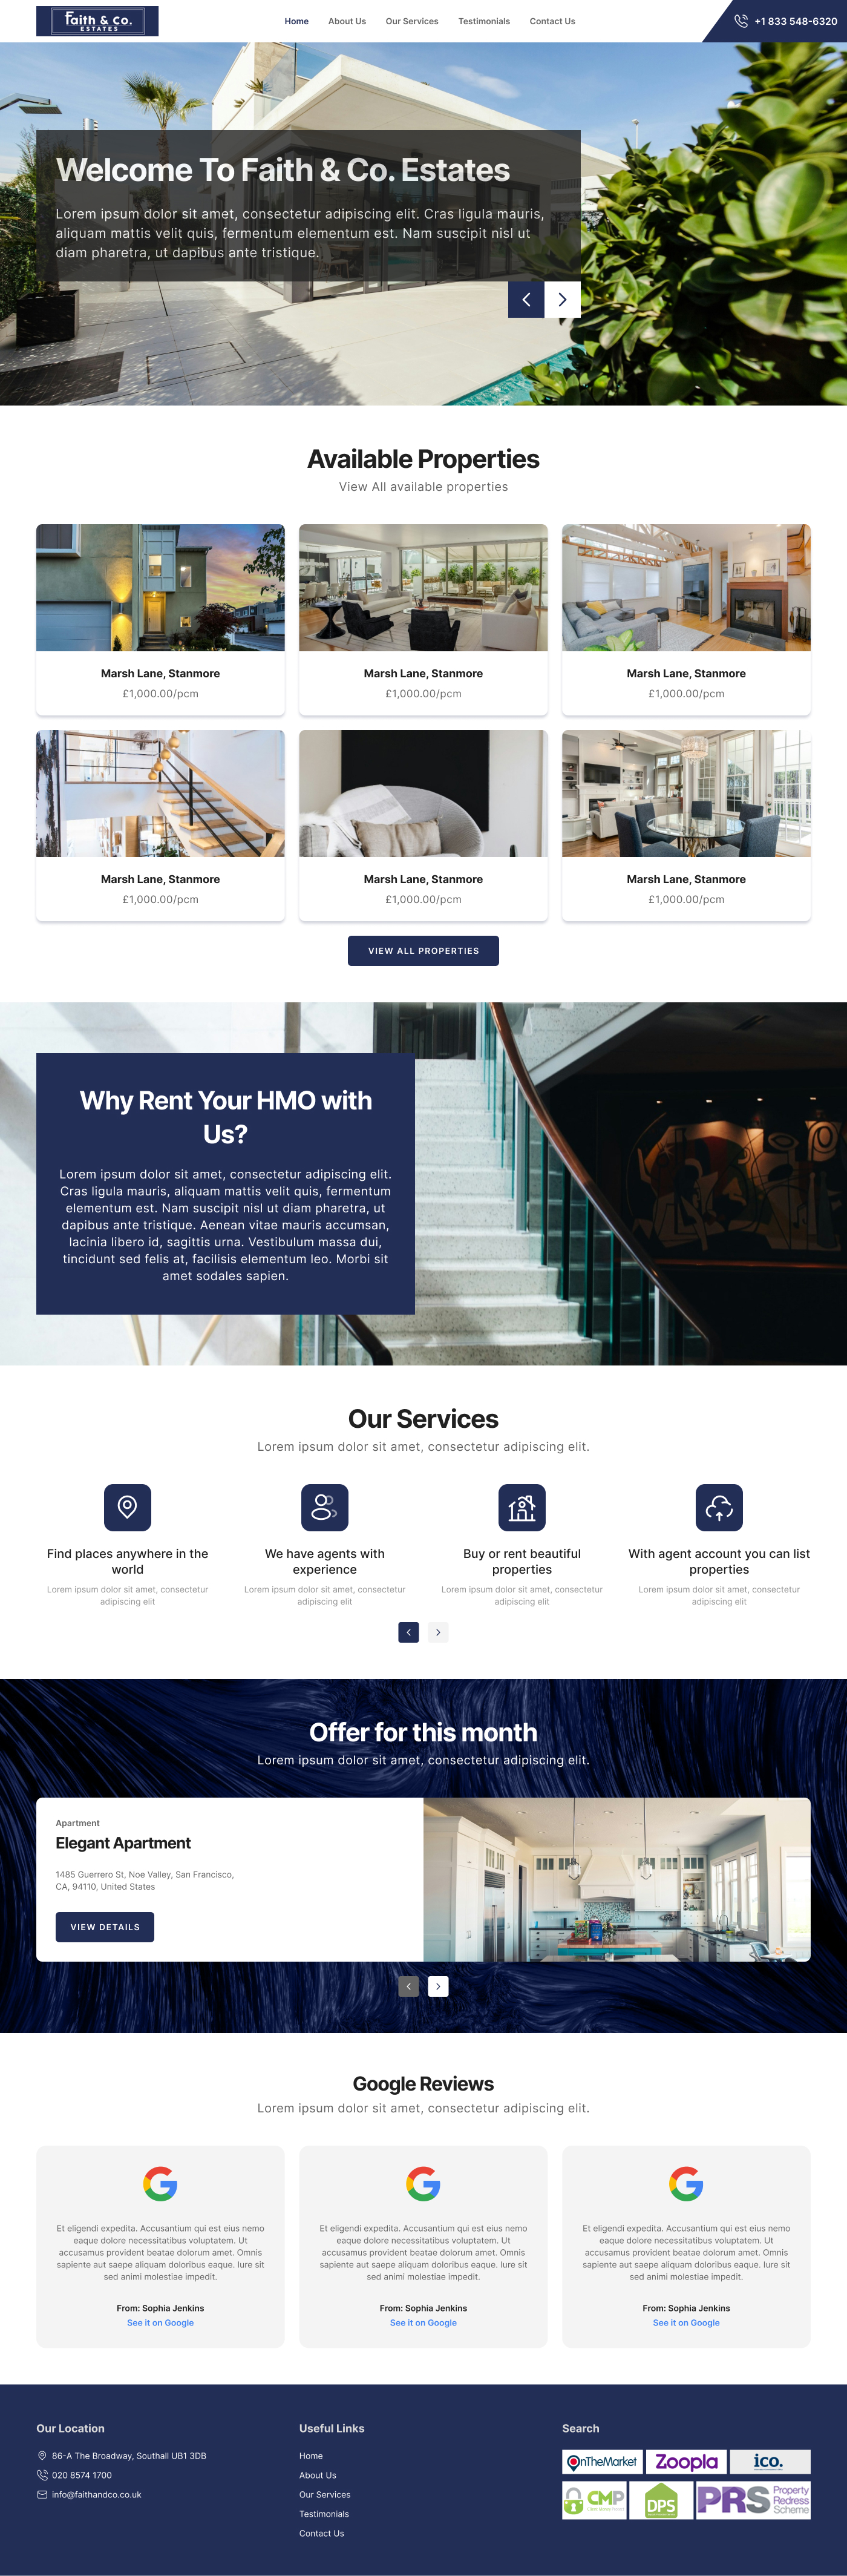 faith & co.
ESTATES
Home About Us Our Services Testimonials Contact Us
+1 833 548-6320
Welcome To Faith & Co. Estates
Lorem ipsum dolor sit amet, consectetur adipiscing elit. Cras ligula mauris,
aliquam mattis velit quis, fermentum elementum est. Nam suscipit nisl ut
diam pharetra, ut dapibus ante tristique.
Available Properties
View All available properties
Marsh Lane, Stanmore
£1,000.00/pcm
Marsh Lane, Stanmore
£1,000.00/pcm
Marsh Lane, Stanmore
£1,000.00/pcm
Marsh Lane, Stanmore
£1,000.00/pcm
Marsh Lane, Stanmore
£1,000.00/pcm
Marsh Lane, Stanmore
£1,000.00/pcm
VIEW ALL PROPERTIES
Why Rent Your HMO with
Us?
Lorem ipsum dolor sit amet, consectetur adipiscing elit.
Cras ligula mauris, aliquam mattis velit quis, fermentum
elementum est. Nam suscipit nisl ut diam pharetra, ut
dapibus ante tristique. Aenean vitae mauris accumsan,
lacinia libero id, sagittis urna. Vestibulum massa dui,
tincidunt sed felis at, facilisis elementum leo. Morbi sit
amet sodales sapien.
Our Services
Lorem ipsum dolor sit amet, consectetur adipiscing elit.
Find places anywhere in the
world
Lorem ipsum dolor sit amet, consectetur
adipiscing elit
We have agents with
experience
Lorem ipsum dolor sit amet, consectetur
adipiscing elit
Buy or rent beautiful
properties
Lorem ipsum dolor sit amet, consectetur
adipiscing elit
With agent account you can list
properties
Lorem ipsum dolor sit amet, consectetur
adipiscing elit
Offer for this month
Lorem ipsum dolor sit amet, consectetur adipiscing elit.
Apartment
Elegant Apartment
1485 Guerrero St, Noe Valley, San Francisco,
CA, 94110, United States
VIEW DETAILS
Google Reviews
Lorem ipsum dolor sit amet, consectetur adipiscing elit.
Et eligendi expedita. Accusantium qui est eius nemo
eaque dolore necessitatibus voluptatem. Ut
accusamus provident beatae dolorum amet. Omnis
sapiente aut saepe aliquam doloribus eaque. Iure sit
sed animi molestiae impedit.
From: Sophia Jenkins
See it on Google
Et eligendi expedita. Accusantium qui est eius nemo
eaque dolore necessitatibus voluptatem. Ut
accusamus provident beatae dolorum amet. Omnis
sapiente aut saepe aliquam doloribus eaque. Iure sit
sed animi molestiae impedit.
From: Sophia Jenkins
See it on Google
Et eligendi expedita. Accusantium qui est eius nemo
eaque dolore necessitatibus voluptatem. Ut
accusamus provident beatae dolorum amet. Omnis
sapiente aut saepe aliquam doloribus eaque. Iure sit
sed animi molestiae impedit.
From: Sophia Jenkins
See it on Google
Our Location
86-A The Broadway, Southall UB1 3DB
020 8574 1700
info@faithandco.co.uk
Useful Links
Home
About Us
Our Services
Testimonials
Contact Us
Search
OnTheMarket
Zoopla
ico.
CMP
DPS
PRS Property
Redress
Scheme